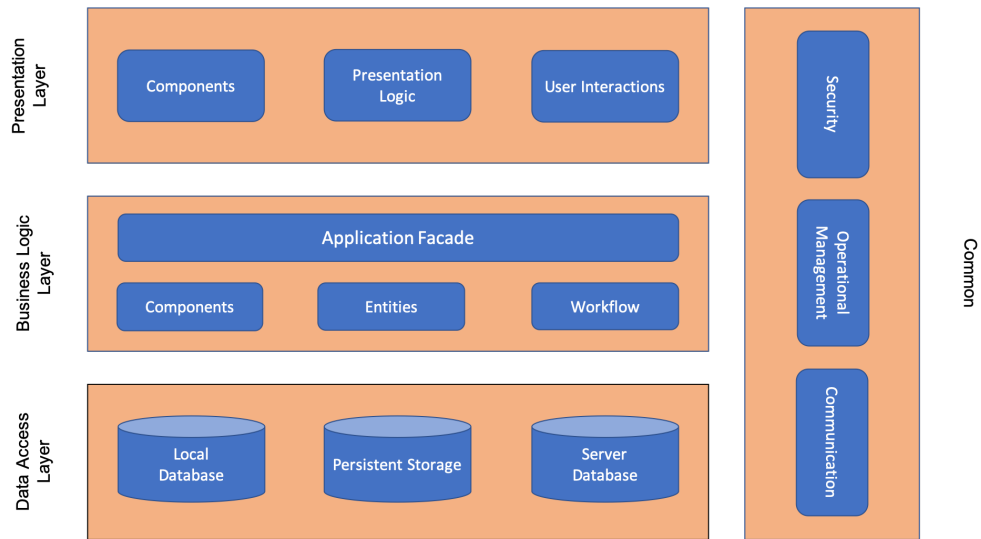 Presentation
Layer
Components
Presentation
Logic
User Interactions
Business Logic
Layer
Application Facade
Components
Entities
Workflow
Data Access
Layer
Local
Database
Persistent Storage
Server
Database
Security
Operational
Management
Communication
Common